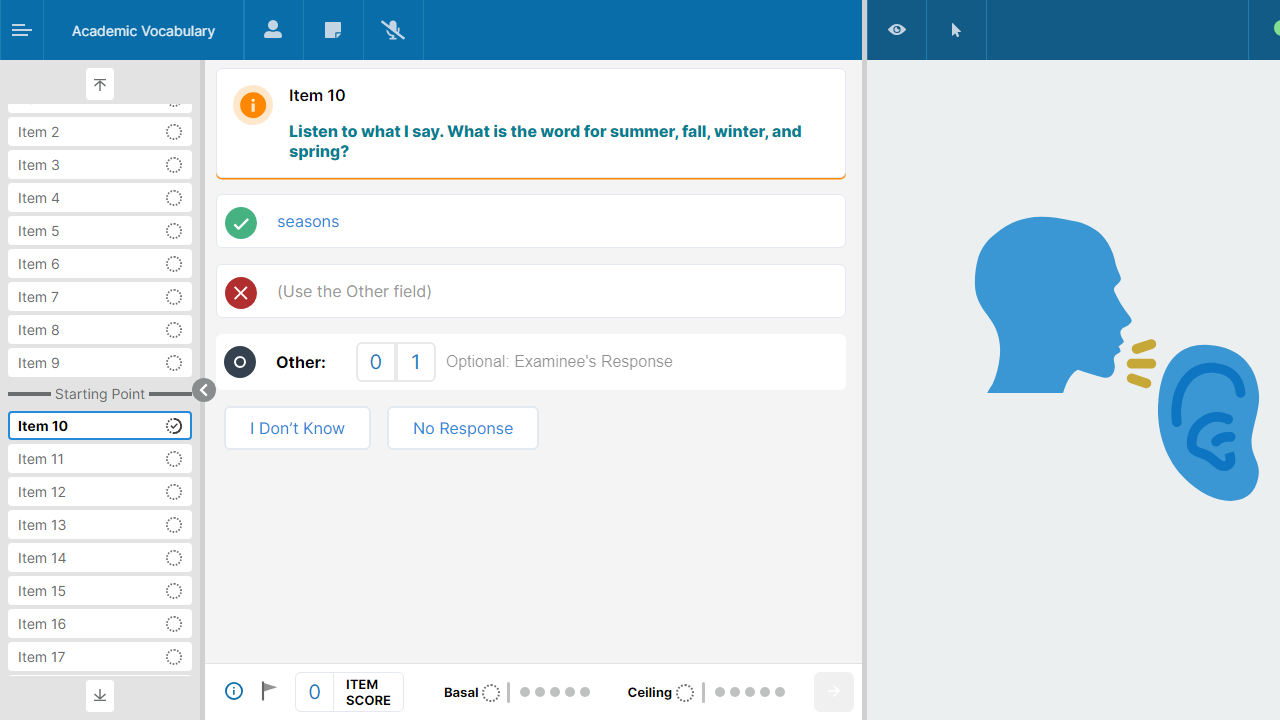 Academic Vocabulary
Item 2
Item 3
Item 4
Item 5
Item 6
Item 7
Item 8
Item 9
Starting Point
Item 10
Item 11
Item 12
Item 13
Item 14
Item 15
Item 16
Item 17
Item 10
Listen to what I say. What is the word for summer, fall, winter, and
spring?
seasons
(Use the Other field)
Other: 0 1 Optional: Examinee's Response
I Don’t Know No Response
0 ITEM
SCORE
Basal Ceiling